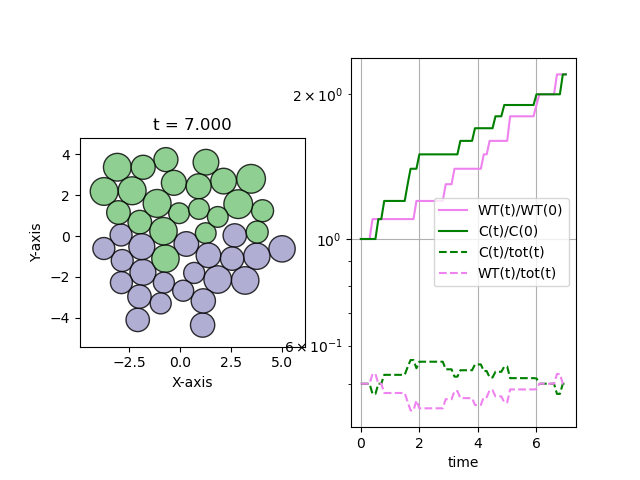 t = 7.000
4
2
0
−2
−4
Y-axis
−2.5
0.0
2.5
5.0
X-axis
2 × 10⁰
10⁰
6 × 10⁻¹
WT(t)/WT(0)
C(t)/C(0)
C(t)/tot(t)
WT(t)/tot(t)
0
2
4
6
time